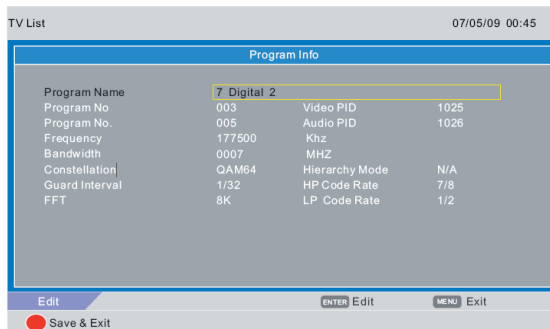 TV List 07/05/09 00:45
Program Info
Program Name 7 Digital 2
Program No 003 Video PID 1025
Program No. 005 Audio PID 1026
Frequency 177500 Khz
Bandwidth 0007 MHZ
Constellation QAM64 Hierarchy Mode N/A
Guard Interval 1/32 HP Code Rate 7/8
FFT 8K LP Code Rate 1/2
Edit ENTER Edit MENU Exit
Save & Exit